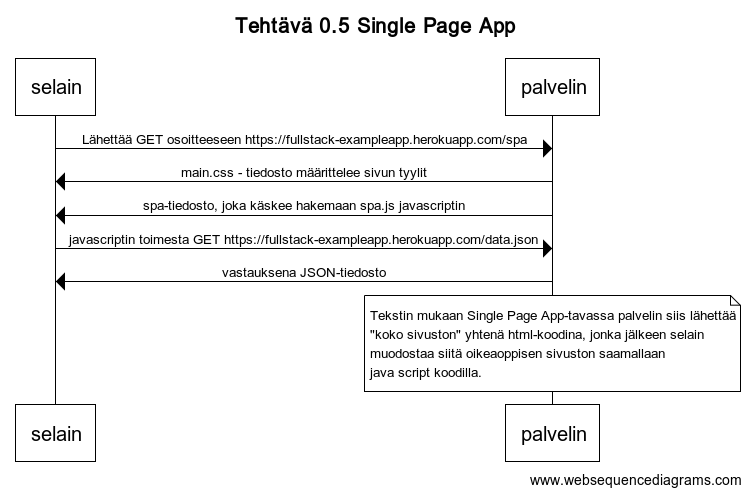 Tehtävä 0.5 Single Page App
selain
palvelin
Lähettää GET osoitteeseen https://fullstack-exampleapp.herokuapp.com/spa
main.css - tiedosto määrittelee sivun tyylit
spa-tiedosto, joka käskee hakemaan spa.js javascriptin
javascriptin toimesta GET https://fullstack-exampleapp.herokuapp.com/data.json
vastauksena JSON-tiedosto
Tekstin mukaan Single Page App-tavassa palvelin siis lähettää
"koko sivuston" yhtenä html-koodina, jonka jälkeen selain
muodostaa siitä oikeaoppisen sivuston saamallaan
java script koodilla.
selain
palvelin
www.websequencediagrams.com